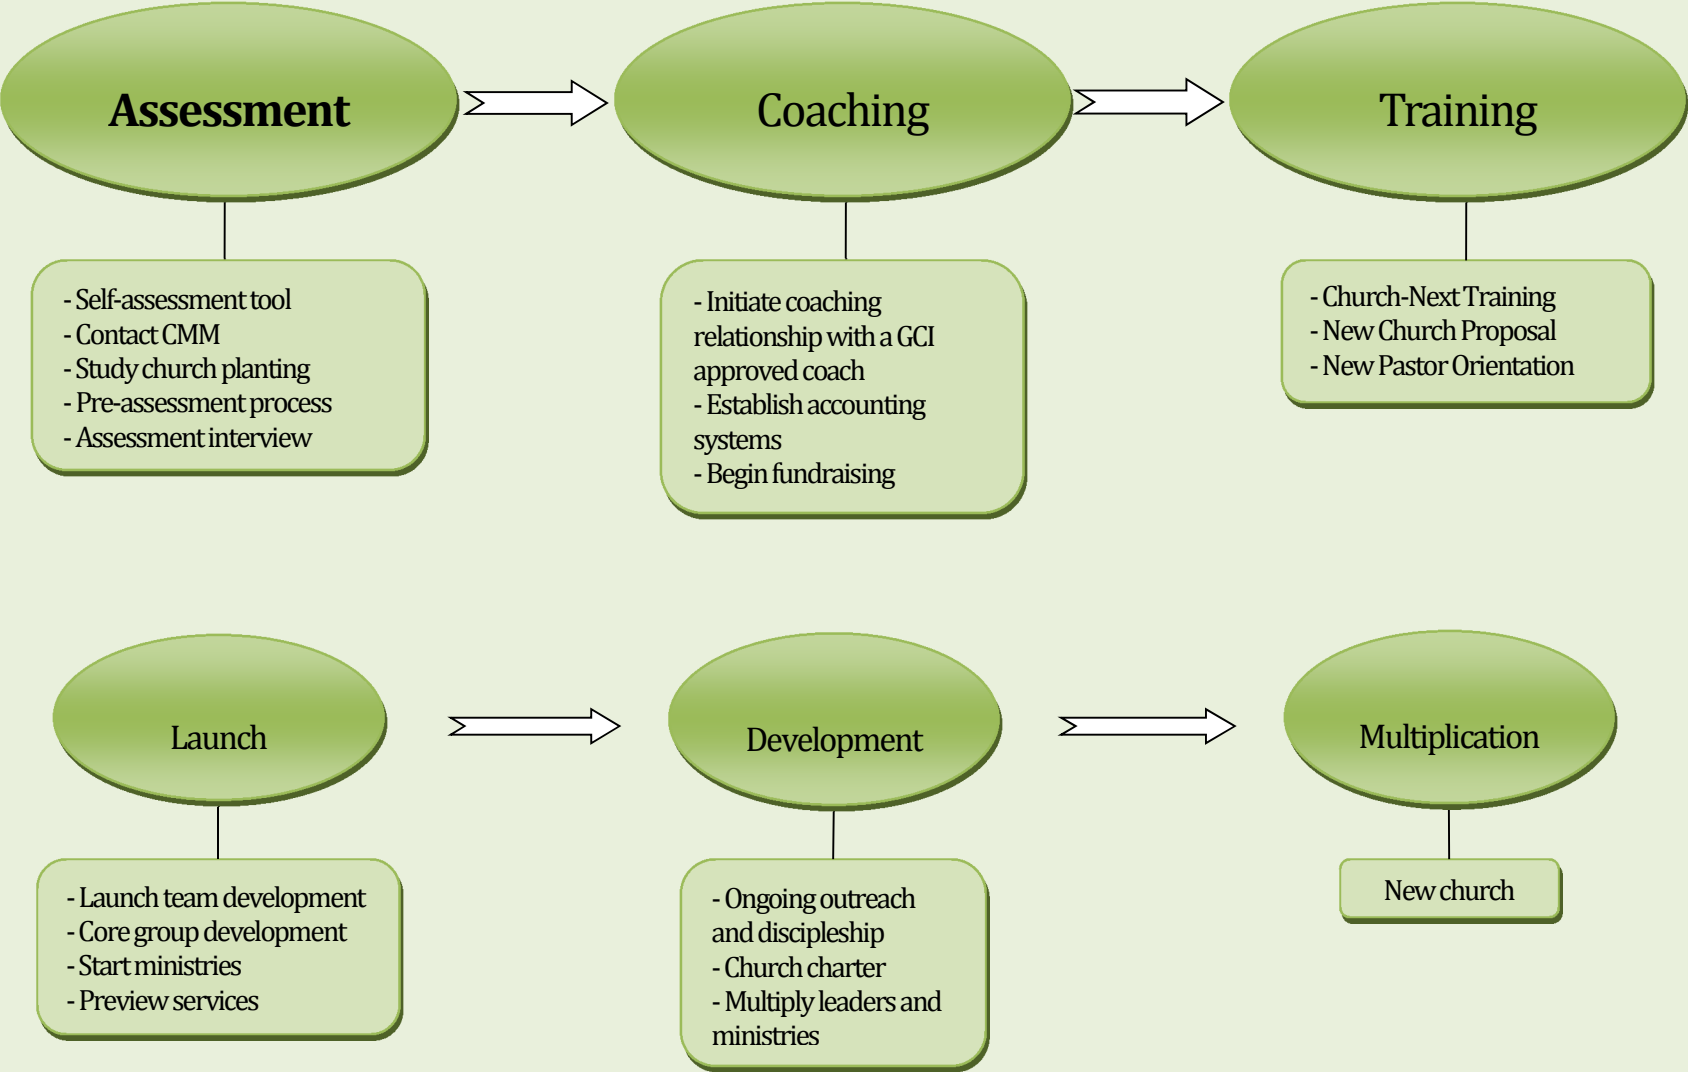 Assessment
Coaching
Training
- Self-assessment tool
- Contact CMM
- Study church planting
- Pre-assessment process
- Assessment interview
- Initiate coaching
relationship with a GCI
approved coach
- Establish accounting
systems
- Begin fundraising
- Church-Next Training
- New Church Proposal
- New Pastor Orientation
Launch
Development
Multiplication
- Launch team development
- Core group development
- Start ministries
- Preview services
- Ongoing outreach
and discipleship
- Church charter
- Multiply leaders and
ministries
New church